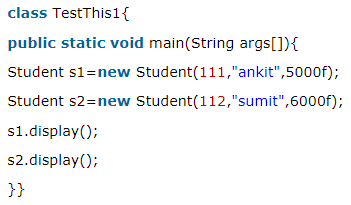 class TestThis1{
public static void main(String args[]){
Student s1=new Student(111,"ankit",5000f);
Student s2=new Student(112,"sumit",6000f);
s1.display();
s2.display();
}}